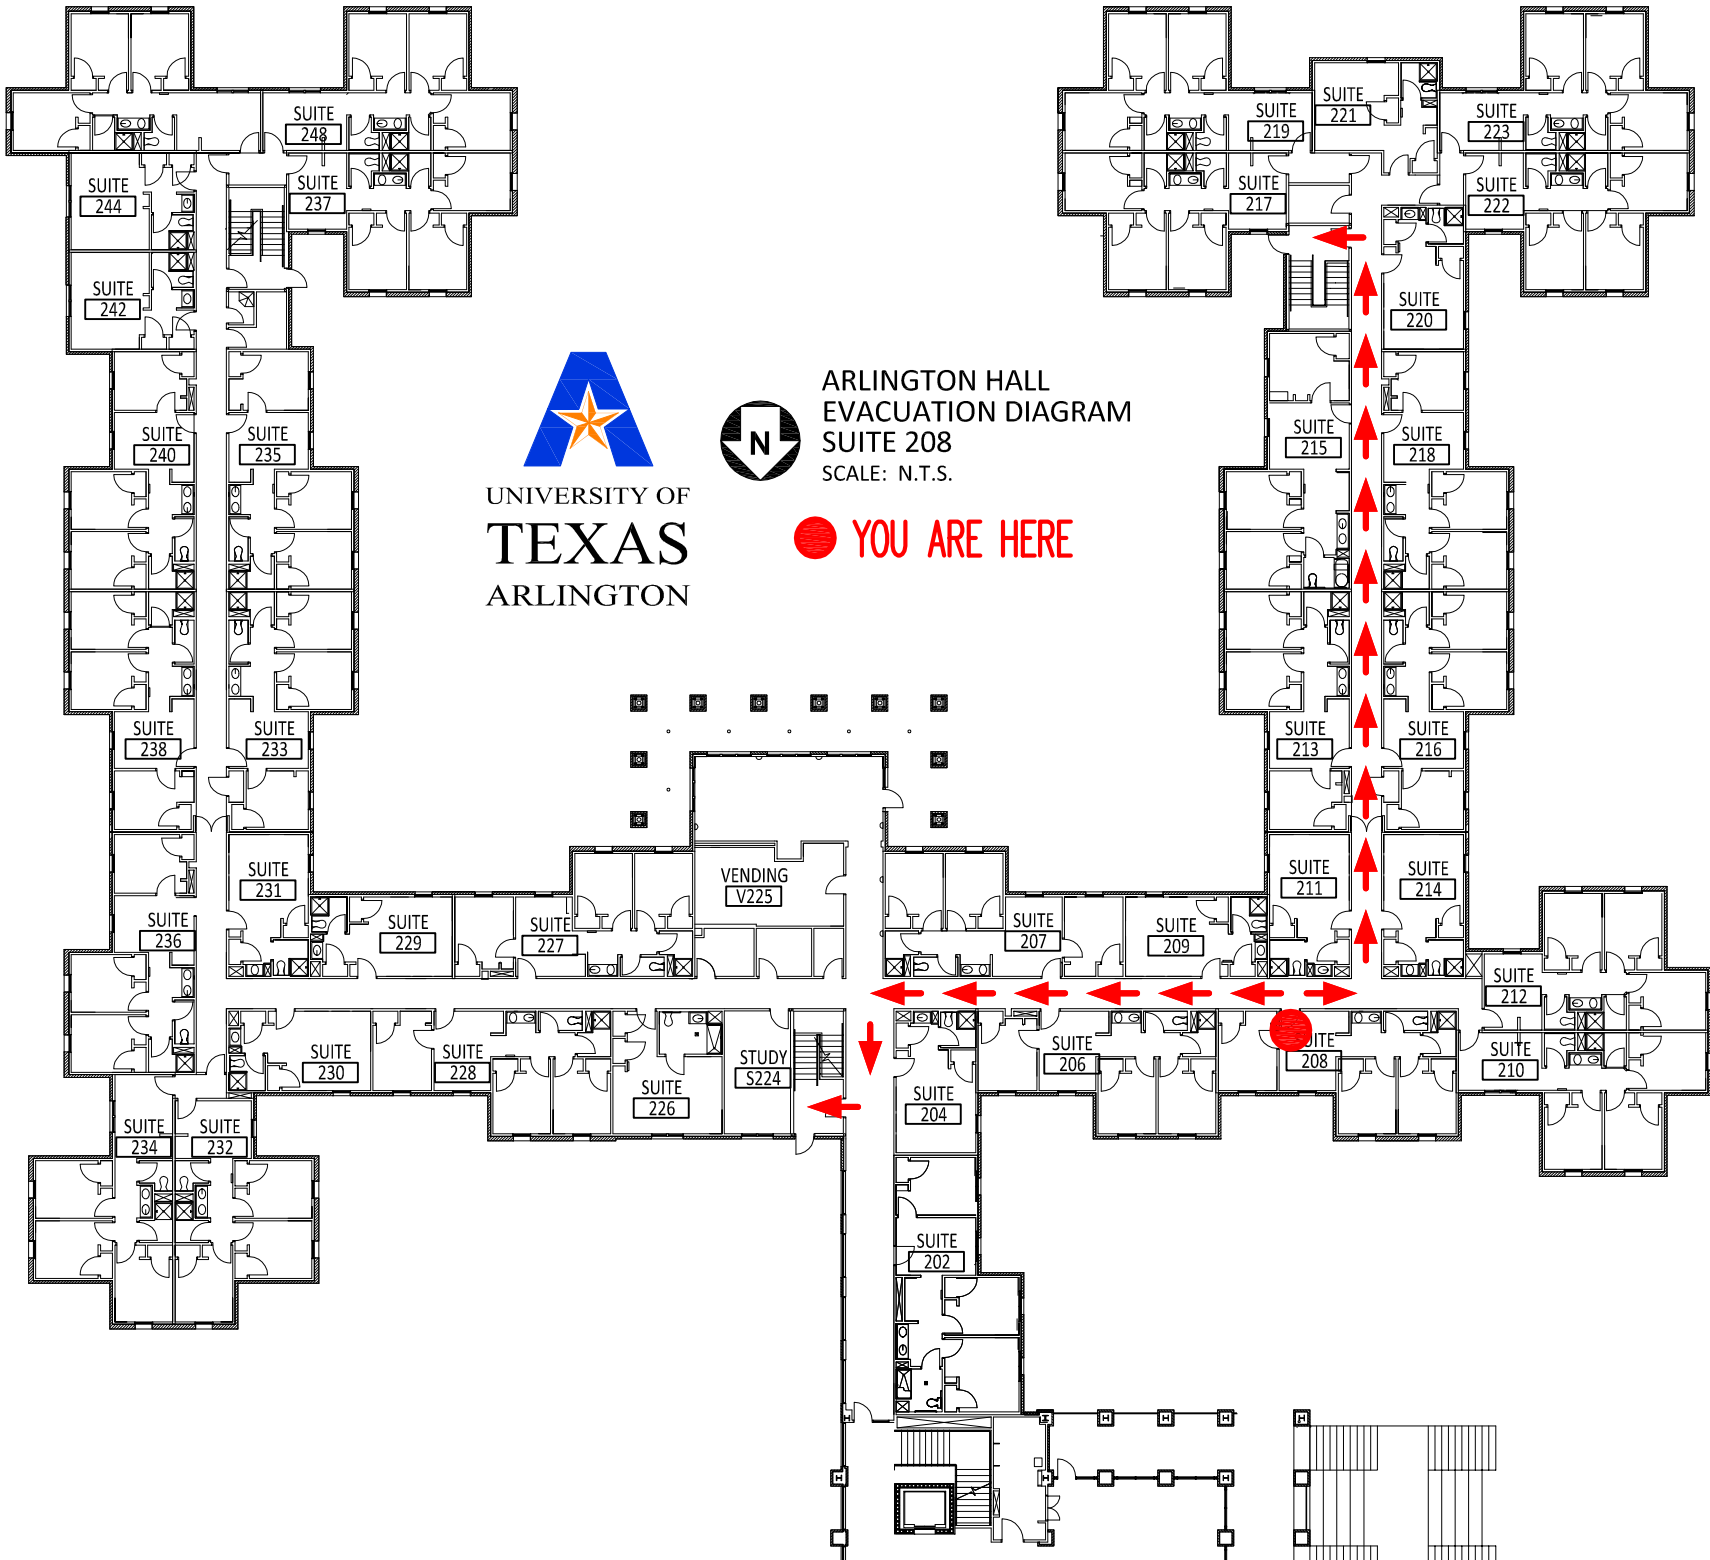 SUITE
248
SUITE
219
SUITE
221
SUITE
223
SUITE
244
SUITE
237
SUITE
217
SUITE
222
SUITE
242
SUITE
220
ARLINGTON HALL
EVACUATION DIAGRAM
SUITE 208
SCALE: N.T.S.
N
SUITE
240
SUITE
235
SUITE
215
SUITE
218
UNIVERSITY OF
TEXAS
ARLINGTON
YOU ARE HERE
SUITE
238
SUITE
233
SUITE
213
SUITE
216
SUITE
231
VENDING
V225
SUITE
211
SUITE
214
SUITE
236
SUITE
229
SUITE
227
SUITE
207
SUITE
209
SUITE
212
SUITE
230
SUITE
228
SUITE
226
STUDY
S224
SUITE
204
SUITE
206
SUITE
208
SUITE
210
SUITE
234
SUITE
232
SUITE
202